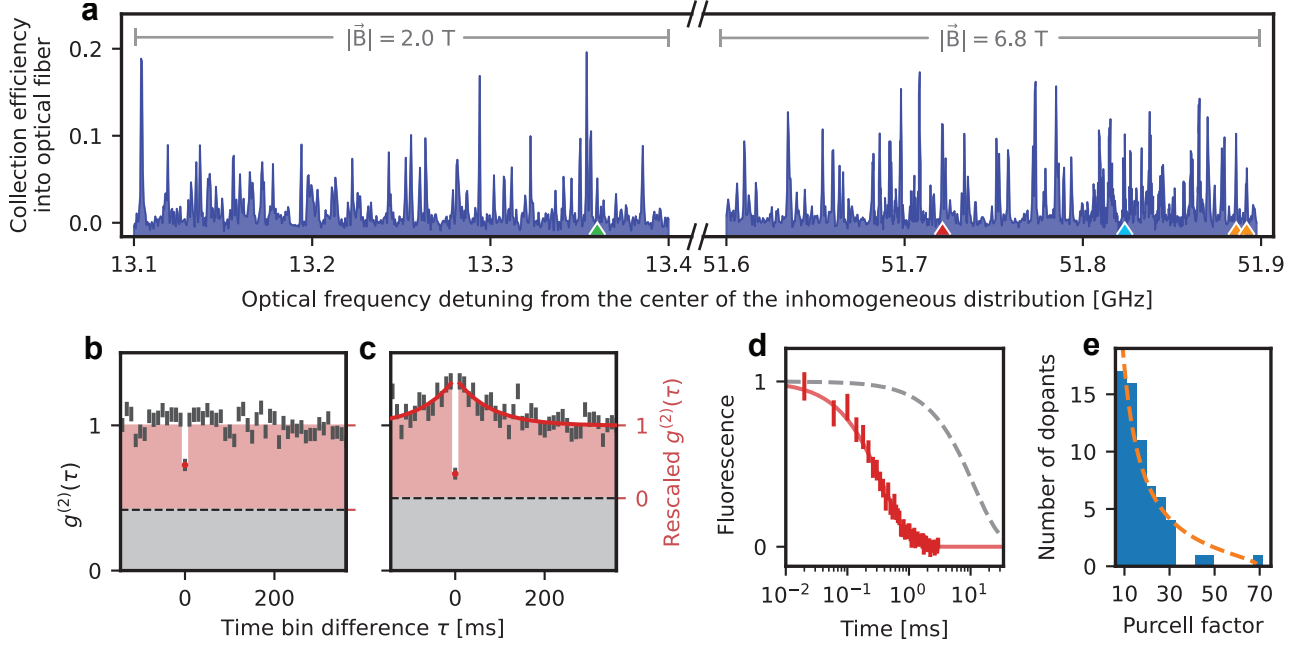 a
|B⃗| = 2.0 T
|B⃗| = 6.8 T
Collection efficiency
into optical fiber
0.2
0.1
0.0
13.1 13.2 13.3 13.4 51.6 51.7 51.8 51.9
Optical frequency detuning from the center of the inhomogeneous distribution [GHz]
b c d e
g⁽²⁾(τ)
1
0
0 200
0 200
Time bin difference τ [ms]
1
0
Rescaled g⁽²⁾(τ)
Fluorescence
1
0
10⁻² 10⁻¹ 10⁰ 10¹
Time [ms]
Number of dopants
15
10
5
0
10 30 50 70
Purcell factor